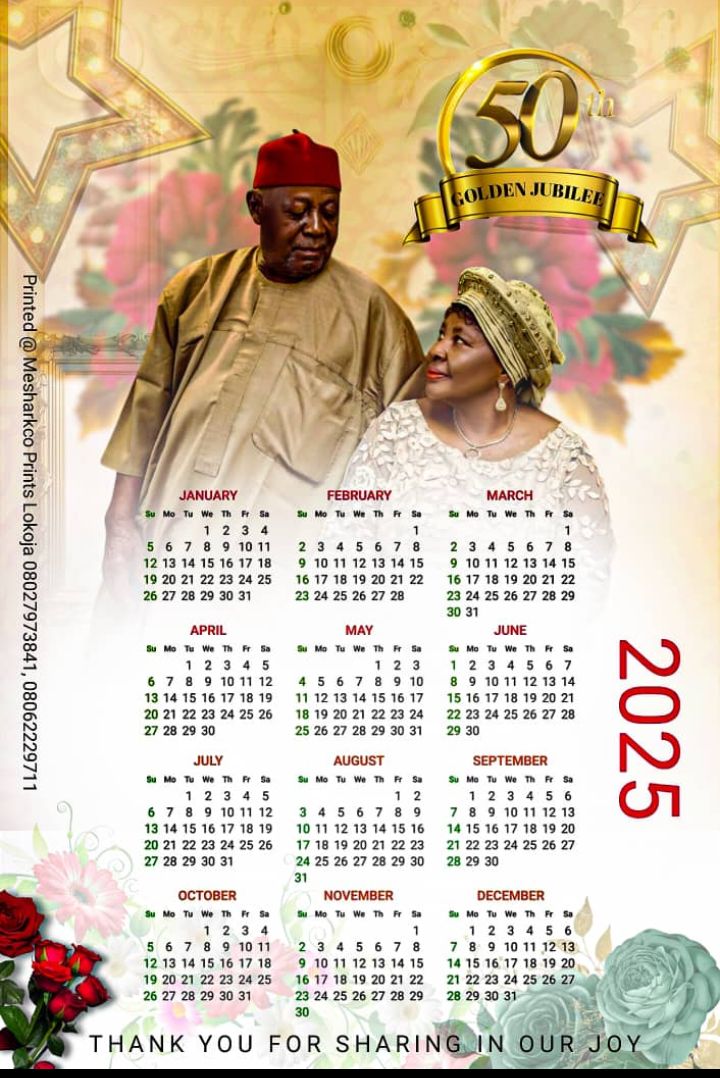 50th
GOLDEN JUBILEE
Printed @ Mesharkco Prints Lokoja 08027973841, 08062229711
JANUARY
Su Mo Tu We Th Fr Sa
1 2 3 4
5 6 7 8 9 10 11
12 13 14 15 16 17 18
19 20 21 22 23 24 25
26 27 28 29 30 31
FEBRUARY
Su Mo Tu We Th Fr Sa
1
2 3 4 5 6 7 8
9 10 11 12 13 14 15
16 17 18 19 20 21 22
23 24 25 26 27 28
MARCH
Su Mo Tu We Th Fr Sa
1
2 3 4 5 6 7 8
9 10 11 12 13 14 15
16 17 18 19 20 21 22
23 24 25 26 27 28 29
30 31
APRIL
Su Mo Tu We Th Fr Sa
1 2 3 4 5
6 7 8 9 10 11 12
13 14 15 16 17 18 19
20 21 22 23 24 25 26
27 28 29 30
MAY
Su Mo Tu We Th Fr Sa
1 2 3
4 5 6 7 8 9 10
11 12 13 14 15 16 17
18 19 20 21 22 23 24
25 26 27 28 29 30 31
JUNE
Su Mo Tu We Th Fr Sa
1 2 3 4 5 6 7
8 9 10 11 12 13 14
15 16 17 18 19 20 21
22 23 24 25 26 27 28
29 30
2025
JULY
Su Mo Tu We Th Fr Sa
1 2 3 4 5
6 7 8 9 10 11 12
13 14 15 16 17 18 19
20 21 22 23 24 25 26
27 28 29 30 31
AUGUST
Su Mo Tu We Th Fr Sa
1 2
3 4 5 6 7 8 9
10 11 12 13 14 15 16
17 18 19 20 21 22 23
24 25 26 27 28 29 30
31
SEPTEMBER
Su Mo Tu We Th Fr Sa
1 2 3 4 5 6
7 8 9 10 11 12 13
14 15 16 17 18 19 20
21 22 23 24 25 26 27
28 29 30
OCTOBER
Su Mo Tu We Th Fr Sa
1 2 3 4
5 6 7 8 9 10 11
12 13 14 15 16 17 18
19 20 21 22 23 24 25
26 27 28 29 30 31
NOVEMBER
Su Mo Tu We Th Fr Sa
1
2 3 4 5 6 7 8
9 10 11 12 13 14 15
16 17 18 19 20 21 22
23 24 25 26 27 28 29
30
DECEMBER
Su Mo Tu We Th Fr Sa
1 2 3 4 5 6
7 8 9 10 11 12 13
14 15 16 17 18 19 20
21 22 23 24 25 26 27
28 29 30 31
THANK YOU FOR SHARING IN OUR JOY